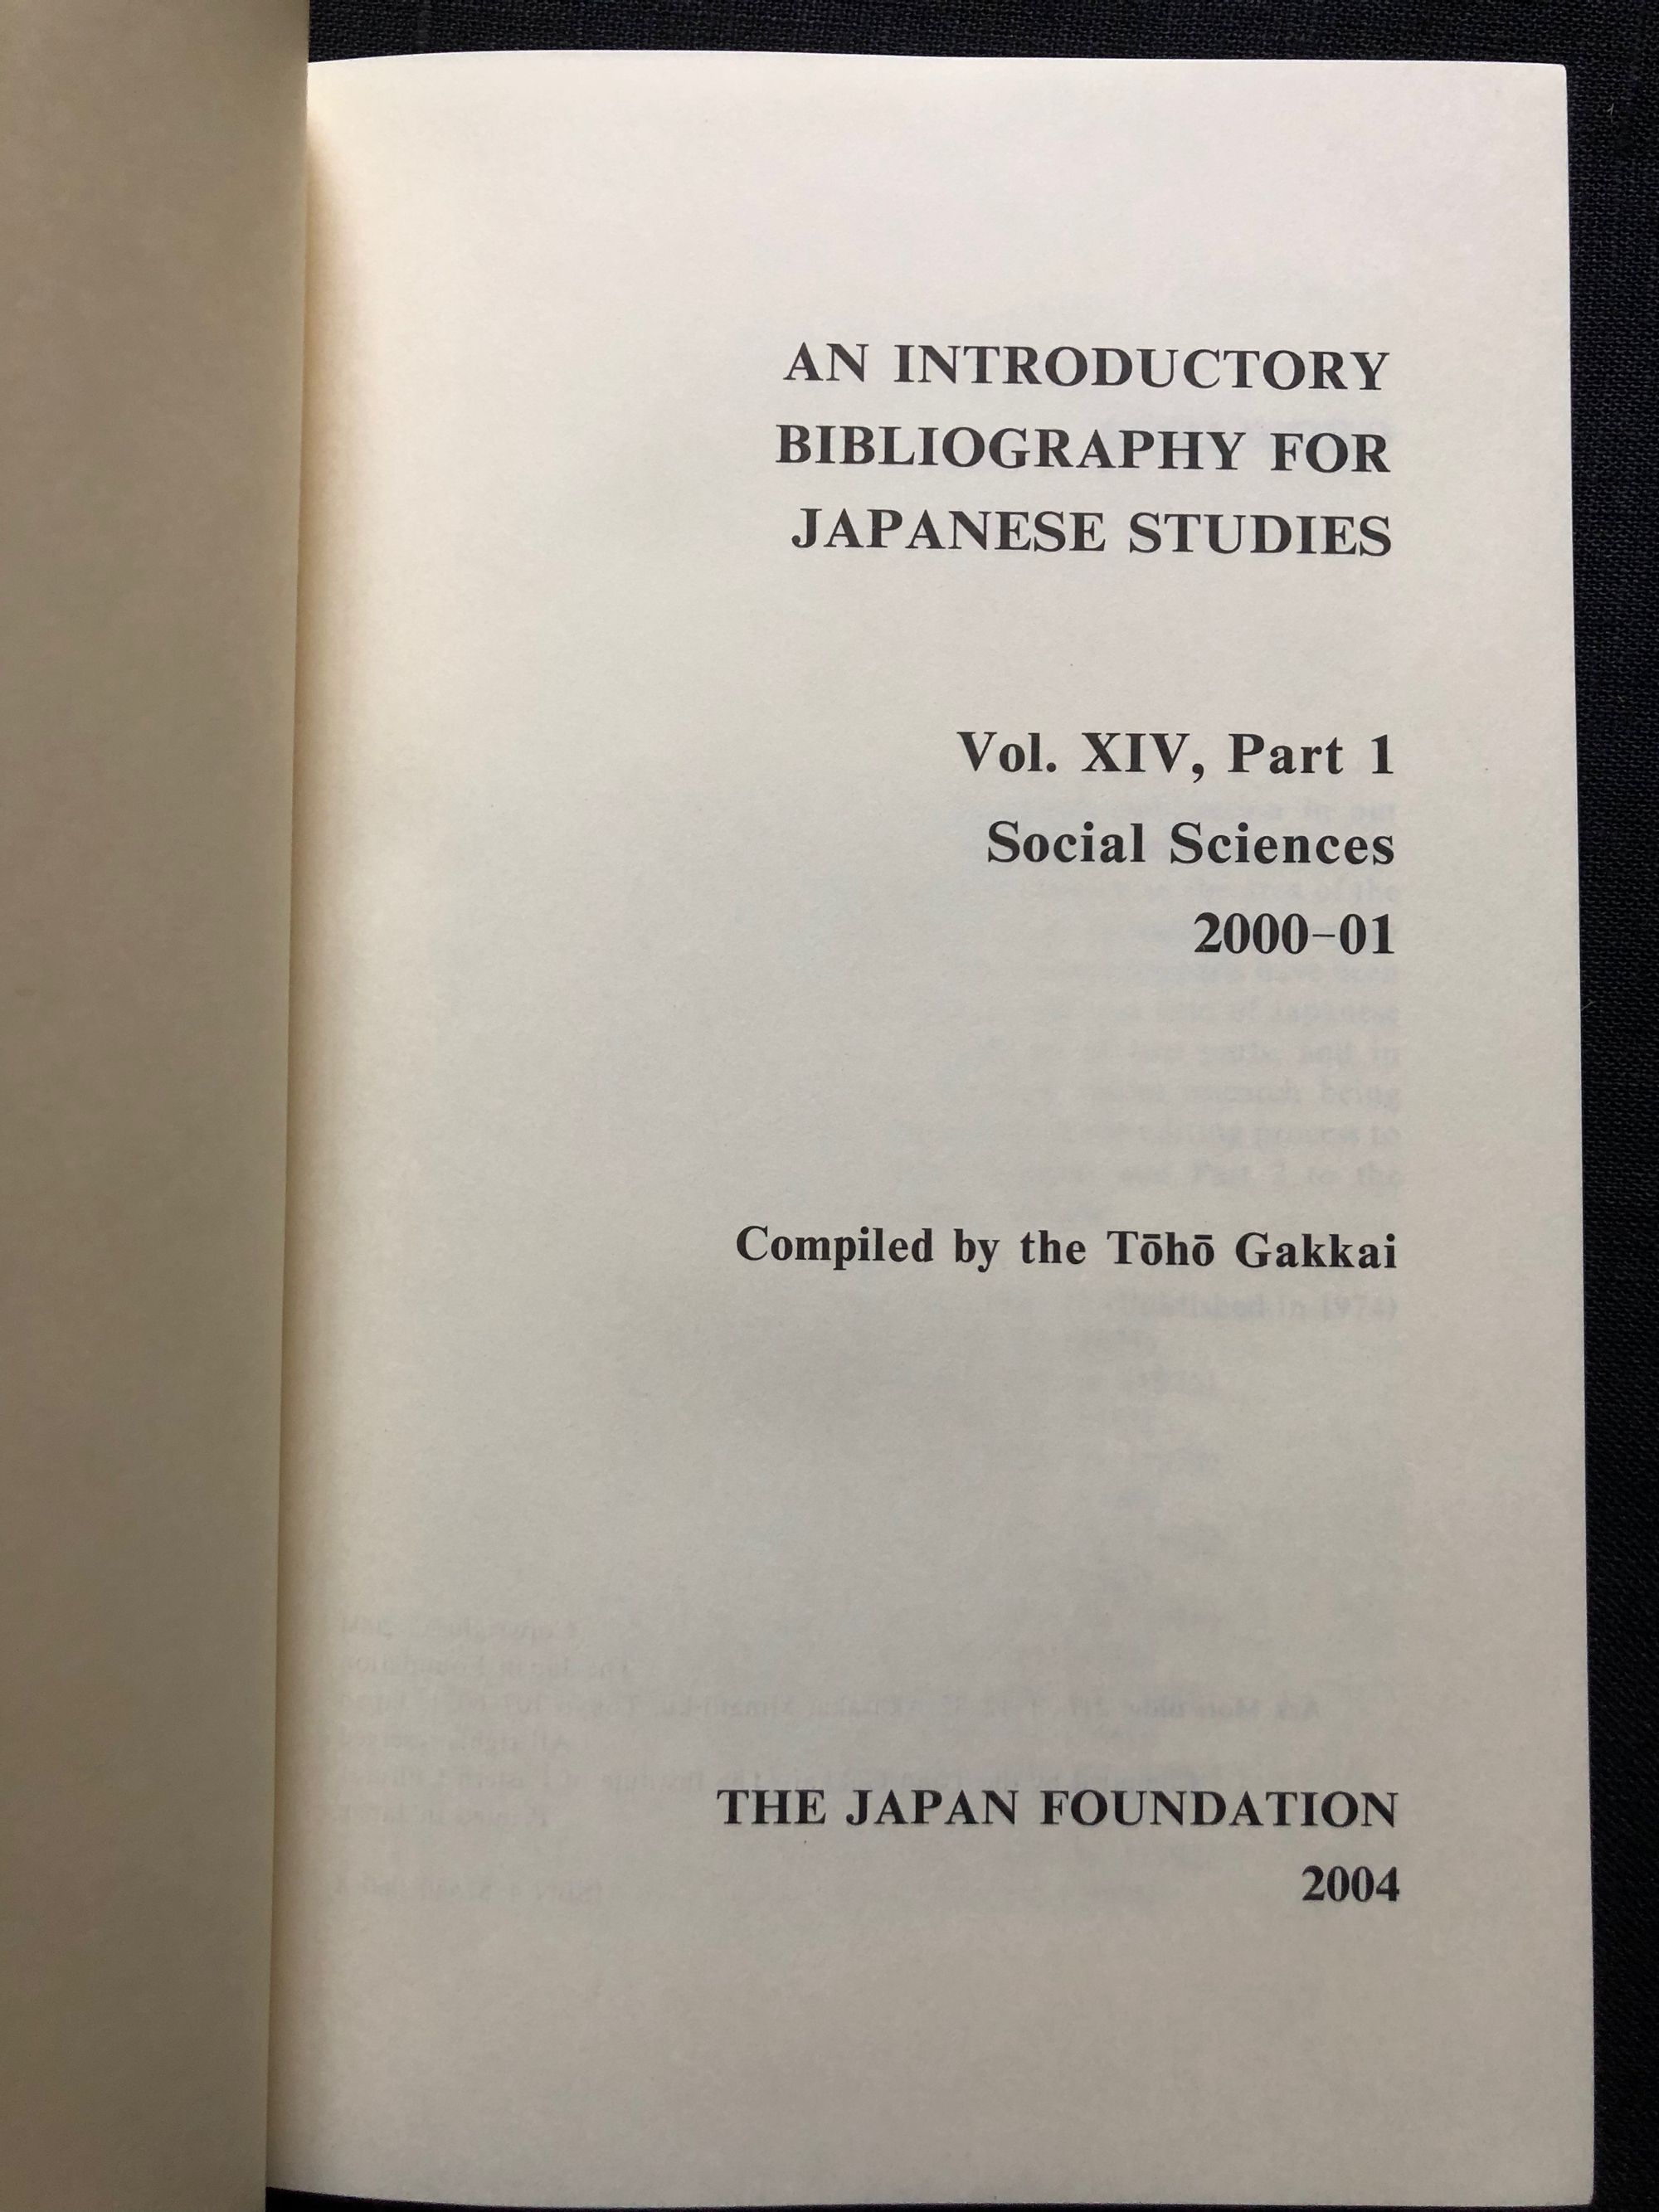 AN INTRODUCTORY
BIBLIOGRAPHY FOR
JAPANESE STUDIES
Vol. XIV, Part 1
Social Sciences
2000–01
Compiled by the Tōhō Gakkai
THE JAPAN FOUNDATION
2004